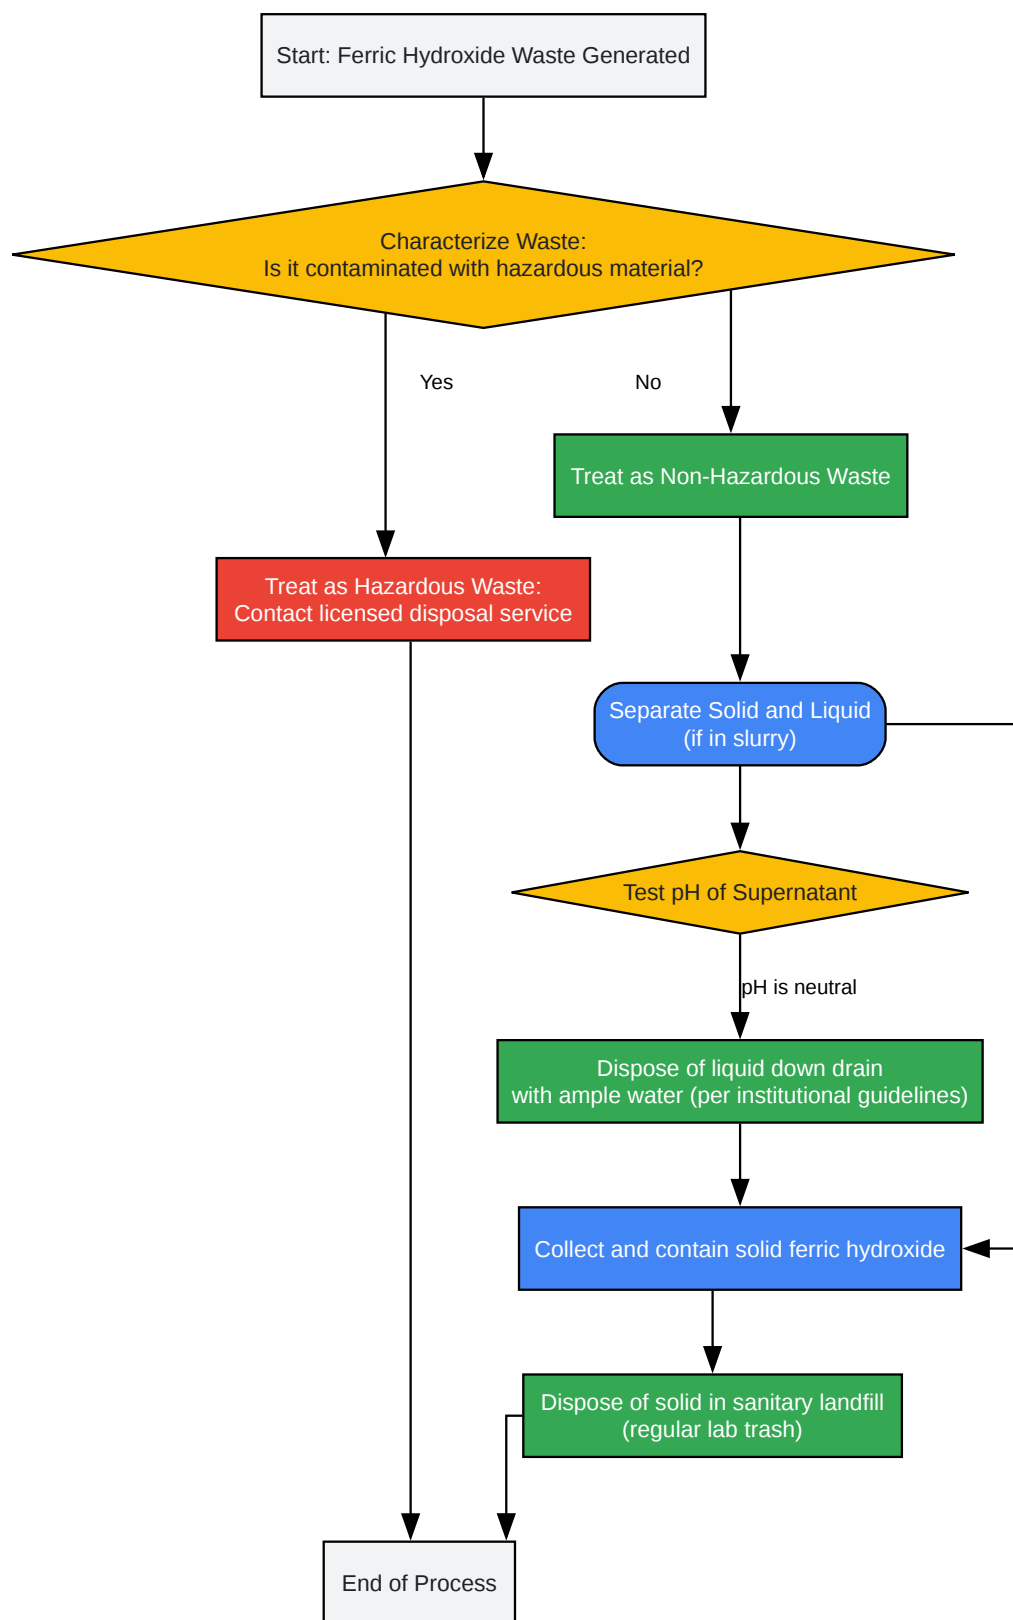 Start: Ferric Hydroxide Waste Generated
Characterize Waste:
Is it contaminated with hazardous material?
Yes
No
Treat as Non-Hazardous Waste
Treat as Hazardous Waste:
Contact licensed disposal service
Separate Solid and Liquid
(if in slurry)
Test pH of Supernatant
pH is neutral
Dispose of liquid down drain
with ample water (per institutional guidelines)
Collect and contain solid ferric hydroxide
Dispose of solid in sanitary landfill
(regular lab trash)
End of Process